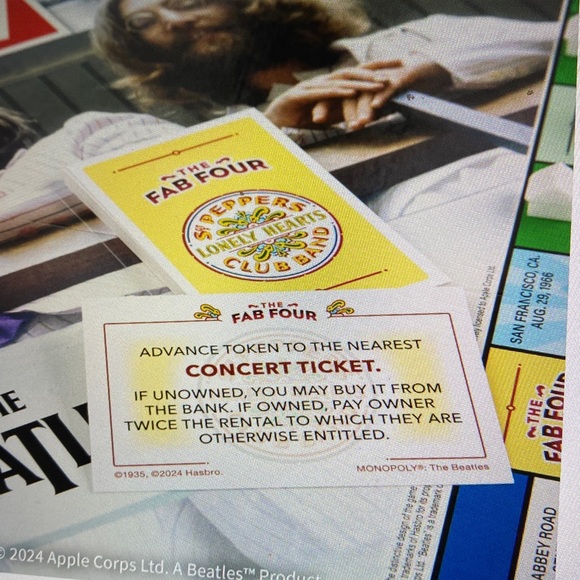 THE
FAB FOUR
SGT PEPPERS
LONELY HEARTS
CLUB BAND
THE
FAB FOUR
ADVANCE TOKEN TO THE NEAREST
CONCERT TICKET.
IF UNOWNED, YOU MAY BUY IT FROM
THE BANK. IF OWNED, PAY OWNER
TWICE THE RENTAL TO WHICH THEY ARE
OTHERWISE ENTITLED.
©1935, ©2024 Hasbro.
MONOPOLY®: The Beatles
SAN FRANCISCO, CA.
AUG. 29, 1966
THE
FAB FOU
ABBEY ROAD
© 2024 Apple Corps Ltd. A Beatles™ Product